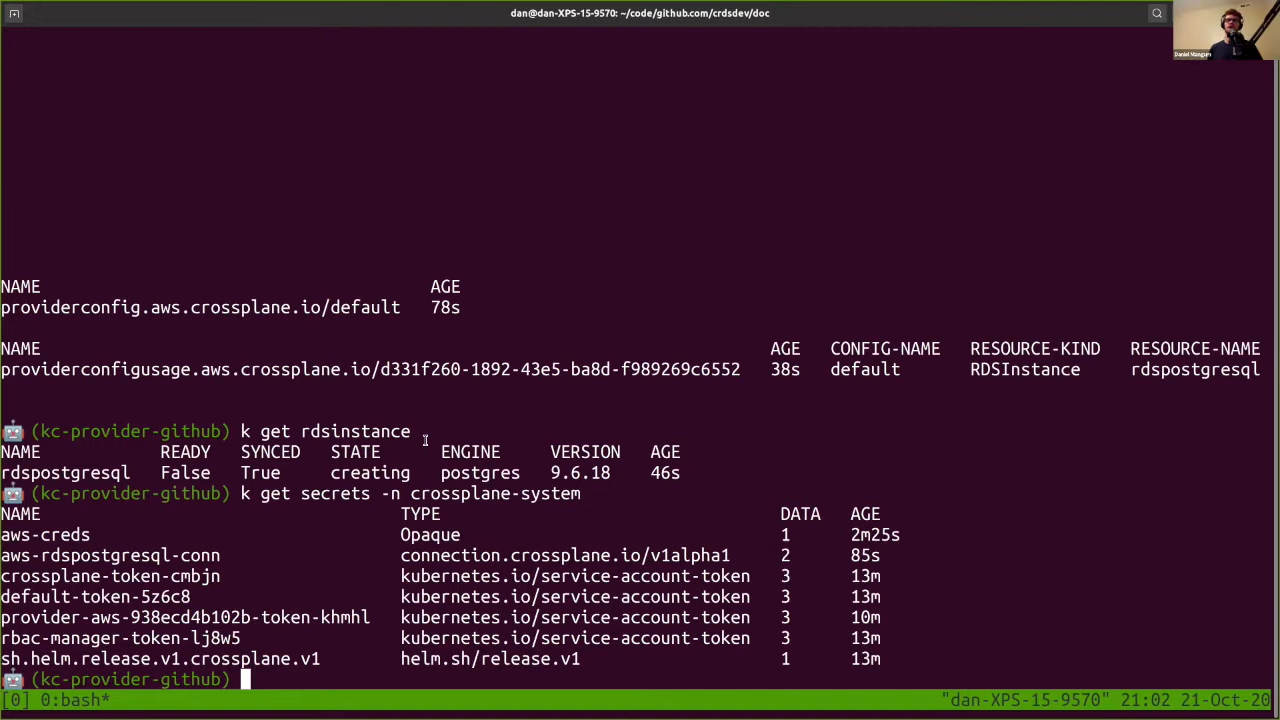 dan@dan-XPS-15-9570: ~/code/github.com/crdsdev/doc
Daniel Mangum
NAME AGE
providerconfig.aws.crossplane.io/default 78s
NAME AGE CONFIG-NAME RESOURCE-KIND RESOURCE-NAME
providerconfigusage.aws.crossplane.io/d331f260-1892-43e5-ba8d-f989269c6552 38s default RDSInstance rdspostgresql
(kc-provider-github) k get rdsinstance
NAME READY SYNCED STATE ENGINE VERSION AGE
rdspostgresql False True creating postgres 9.6.18 46s
(kc-provider-github) k get secrets -n crossplane-system
NAME TYPE DATA AGE
aws-creds Opaque 1 2m25s
aws-rdspostgresql-conn connection.crossplane.io/v1alpha1 2 85s
crossplane-token-cmbjn kubernetes.io/service-account-token 3 13m
default-token-5z6c8 kubernetes.io/service-account-token 3 13m
provider-aws-938ecd4b102b-token-khmhl kubernetes.io/service-account-token 3 10m
rbac-manager-token-lj8w5 kubernetes.io/service-account-token 3 13m
sh.helm.release.v1.crossplane.v1 helm.sh/release.v1 1 13m
(kc-provider-github)
[0] 0:bash* "dan-XPS-15-9570" 21:02 21-Oct-20